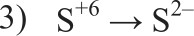 3) S⁺⁶ → S²⁻